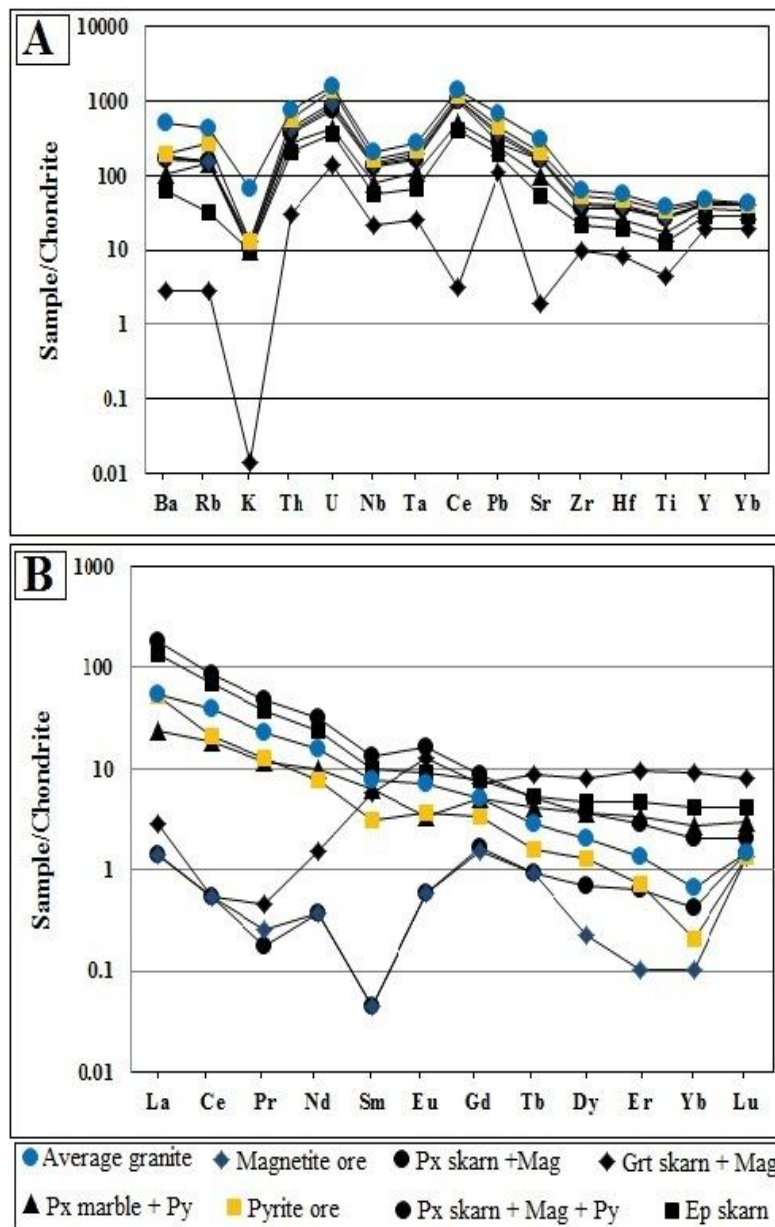 A
Sample/Chondrite
10000
1000
100
10
1
0.1
0.01
Ba Rb K Th U Nb Ta Ce Pb Sr Zr Hf Ti Y Yb
B
Sample/Chondrite
1000
100
10
1
0.1
0.01
La Ce Pr Nd Sm Eu Gd Tb Dy Er Yb Lu
Average granite Magnetite ore Px skarn +Mag Grt skarn + Mag
Px marble + Py Pyrite ore Px skarn + Mag + Py Ep skarn